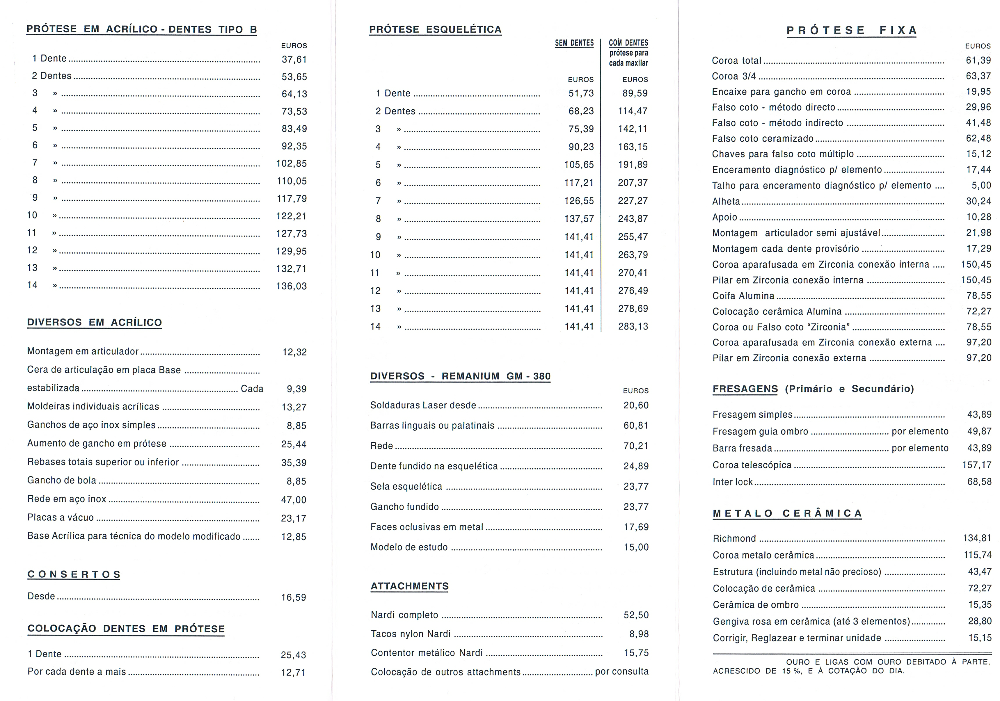 PRÓTESE EM ACRÍLICO - DENTES TIPO B
EUROS
1 Dente ........ 37,61
2 Dentes ........ 53,65
3 » ........ 64,13
4 » ........ 73,53
5 » ........ 83,49
6 » ........ 92,35
7 » ........ 102,85
8 » ........ 110,05
9 » ........ 117,79
10 » ........ 122,21
11 » ........ 127,73
12 » ........ 129,95
13 » ........ 132,71
14 » ........ 136,03
DIVERSOS EM ACRÍLICO
Montagem em articulador ........ 12,32
Cera de articulação em placa Base ........
estabilizada ........ Cada 9,39
Moldeiras individuais acrílicas ........ 13,27
Ganchos de aço inox simples ........ 8,85
Aumento de gancho em prótese ........ 25,44
Rebases totais superior ou inferior ........ 35,39
Gancho de bola ........ 8,85
Rede em aço inox ........ 47,00
Placas a vácuo ........ 23,17
Base Acrílica para técnica do modelo modificado ....... 12,85
CONSERTOS
Desde ........ 16,59
COLOCAÇÃO DENTES EM PRÓTESE
1 Dente ........ 25,43
Por cada dente a mais ........ 12,71
PRÓTESE ESQUELÉTICA
SEM DENTES COM DENTES
prótese para
cada maxilar
EUROS EUROS
1 Dente ........ 51,73 89,59
2 Dentes ........ 68,23 114,47
3 » ........ 75,39 142,11
4 » ........ 90,23 163,15
5 » ........ 105,65 191,89
6 » ........ 117,21 207,37
7 » ........ 126,55 227,27
8 » ........ 137,57 243,87
9 » ........ 141,41 255,47
10 » ........ 141,41 263,79
11 » ........ 141,41 270,41
12 » ........ 141,41 276,49
13 » ........ 141,41 278,69
14 » ........ 141,41 283,13
DIVERSOS - REMANIUM GM - 380
EUROS
Soldaduras Laser desde ........ 20,60
Barras linguais ou palatinais ........ 60,81
Rede ........ 70,21
Dente fundido na esquelética ........ 24,89
Sela esquelética ........ 23,77
Gancho fundido ........ 23,77
Faces oclusivas em metal ........ 17,69
Modelo de estudo ........ 15,00
ATTACHMENTS
Nardi completo ........ 52,50
Tacos nylon Nardi ........ 8,98
Contentor metálico Nardi ........ 15,75
Colocação de outros attachments ........ por consulta
PRÓTESE FIXA
EUROS
Coroa total ........ 61,39
Coroa 3/4 ........ 63,37
Encaixe para gancho em coroa ........ 19,95
Falso coto - método directo ........ 29,96
Falso coto - método indirecto ........ 41,48
Falso coto ceramizado ........ 62,48
Chaves para falso coto múltiplo ........ 15,12
Enceramento diagnóstico p/ elemento ........ 17,44
Talho para enceramento diagnóstico p/ elemento .... 5,00
Alheta ........ 30,24
Apoio ........ 10,28
Montagem articulador semi ajustável ........ 21,98
Montagem cada dente provisório ........ 17,29
Coroa aparafusada em Zirconia conexão interna ..... 150,45
Pilar em Zirconia conexão interna ........ 150,45
Coifa Alumina ........ 78,55
Colocação cerâmica Alumina ........ 72,27
Coroa ou Falso coto “Zirconia” ........ 78,55
Coroa aparafusada em Zirconia conexão externa .... 97,20
Pilar em Zirconia conexão externa ........ 97,20
FRESAGENS (Primário e Secundário)
Fresagem simples ........ 43,89
Fresagem guia ombro ........ por elemento 49,87
Barra fresada ........ por elemento 43,89
Coroa telescópica ........ 157,17
Inter lock ........ 68,58
METALO CERÂMICA
Richmond ........ 134,81
Coroa metalo cerâmica ........ 115,74
Estrutura (incluindo metal não precioso) ........ 43,47
Colocação de cerâmica ........ 72,27
Cerâmica de ombro ........ 15,35
Gengiva rosa em cerâmica (até 3 elementos) ........ 28,80
Corrigir, Reglazear e terminar unidade ........ 15,15
OURO E LIGAS COM OURO DEBITADO À PARTE,
ACRESCIDO DE 15 %, E À COTAÇÃO DO DIA.